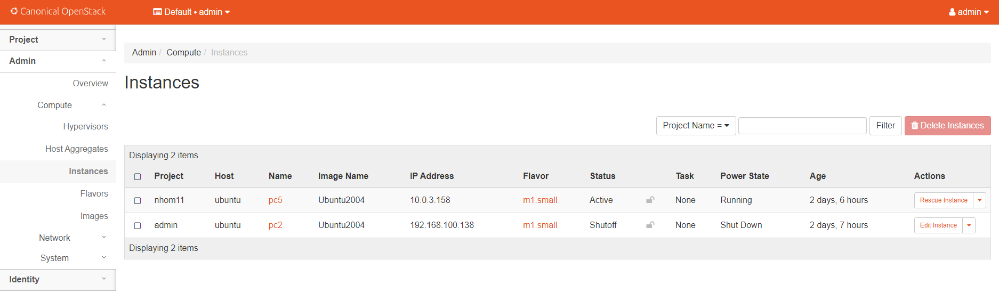 Canonical OpenStack Default • admin admin
Project
Admin
Overview
Compute
Hypervisors
Host Aggregates
Instances
Flavors
Images
Network
System
Identity
Admin / Compute / Instances
Instances
Project Name = Filter Delete Instances
Displaying 2 items
Project Host Name Image Name IP Address Flavor Status Task Power State Age Actions
nhom11 ubuntu pc5 Ubuntu2004 10.0.3.158 m1.small Active None Running 2 days, 6 hours Rescue Instance
admin ubuntu pc2 Ubuntu2004 192.168.100.138 m1.small Shutoff None Shut Down 2 days, 7 hours Edit Instance
Displaying 2 items